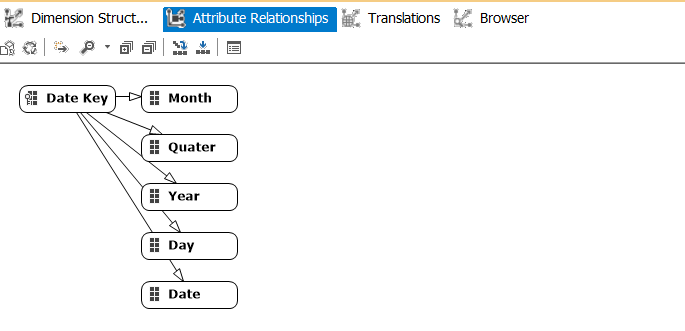 Dimension Struct... Attribute Relationships Translations Browser
Date Key Month
Quater
Year
Day
Date